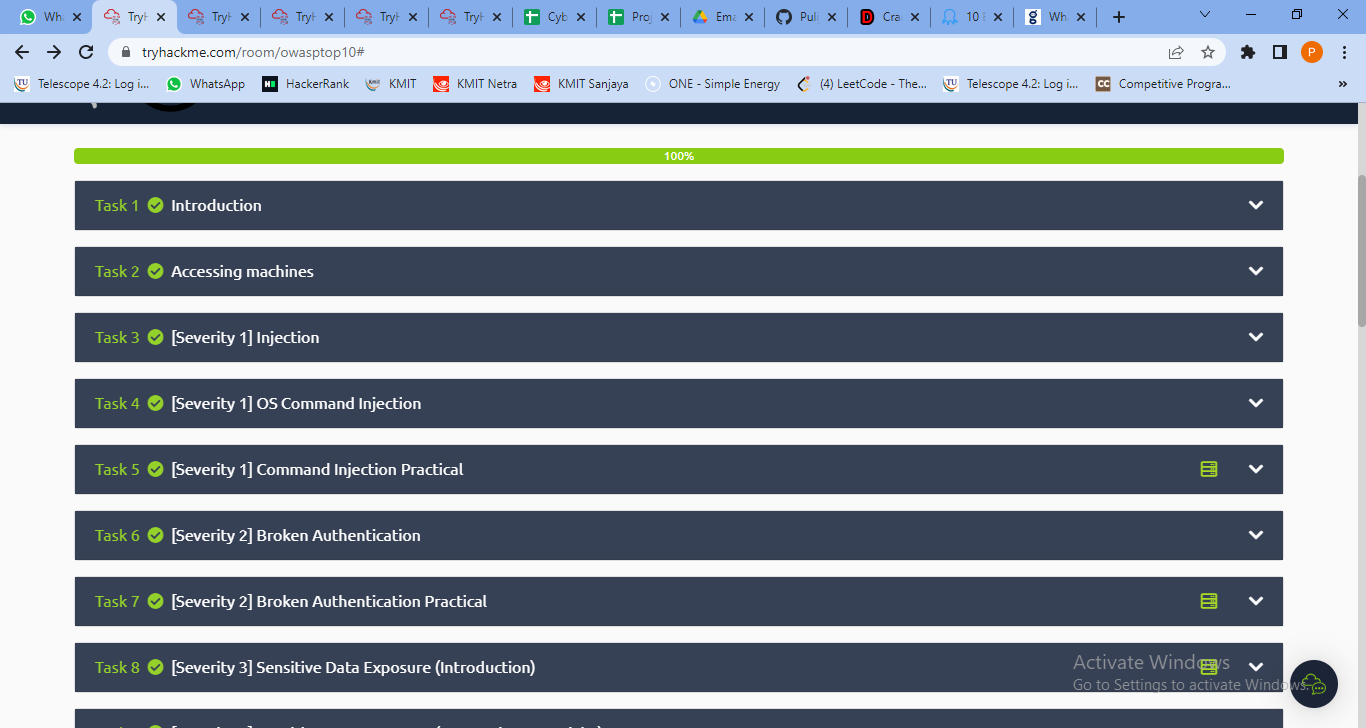 Wha
TryH
TryH
TryH
TryH
TryH
Cyb
Proj
Ema
Puli
Cra
10
Wha
tryhackme.com/room/owasptop10#
P
Telescope 4.2: Log i...
WhatsApp
HackerRank
KMIT
KMIT Netra
KMIT Sanjaya
ONE - Simple Energy
(4) LeetCode - The...
Telescope 4.2: Log i...
CC
Competitive Progra...
»
100%
Task 1 Introduction
Task 2 Accessing machines
Task 3 [Severity 1] Injection
Task 4 [Severity 1] OS Command Injection
Task 5 [Severity 1] Command Injection Practical
Task 6 [Severity 2] Broken Authentication
Task 7 [Severity 2] Broken Authentication Practical
Task 8 [Severity 3] Sensitive Data Exposure (Introduction)
Activate Windows
Go to Settings to activate Windows.